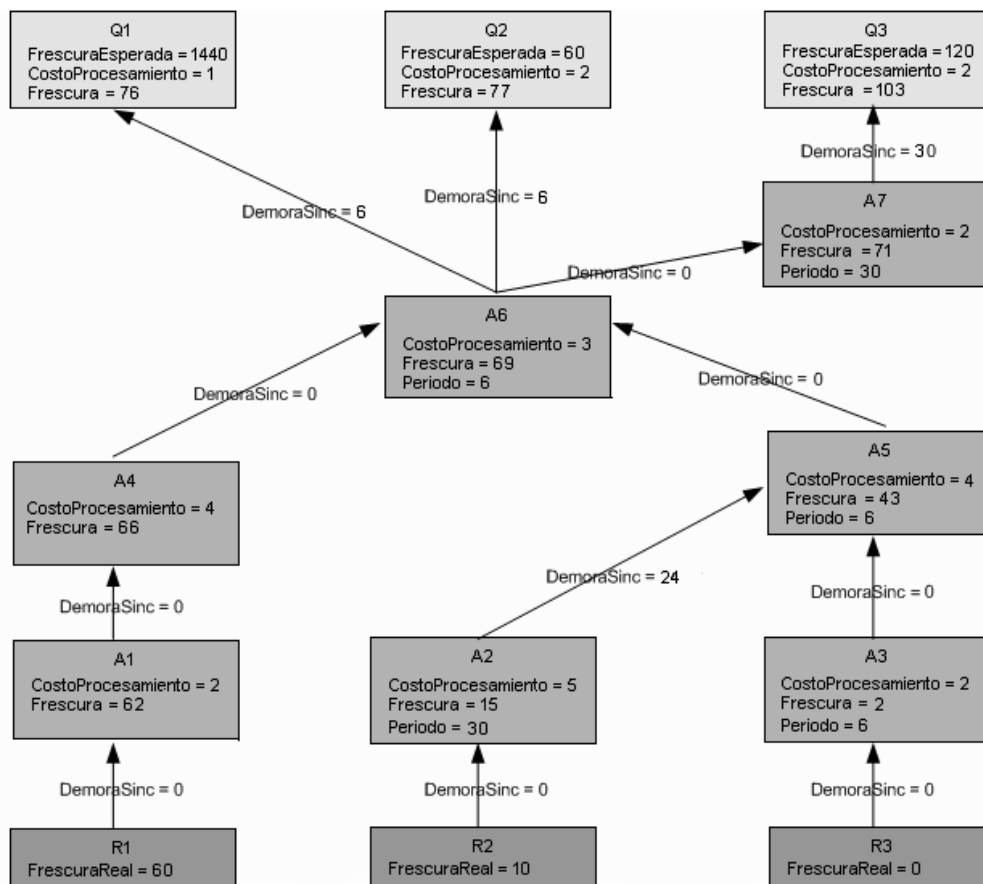 Q1
FrescuraEsperada = 1440
CostoProcesamiento = 1
Frescura = 76
Q2
FrescuraEsperada = 60
CostoProcesamiento = 2
Frescura = 77
Q3
FrescuraEsperada = 120
CostoProcesamiento = 2
Frescura = 103
DemoraSinc = 30
DemoraSinc = 6
DemoraSinc = 6
A7
CostoProcesamiento = 2
Frescura = 71
Periodo = 30
DemoraSinc = 0
A6
CostoProcesamiento = 3
Frescura = 69
Periodo = 6
DemoraSinc = 0
DemoraSinc = 0
A4
CostoProcesamiento = 4
Frescura = 66
A5
CostoProcesamiento = 4
Frescura = 43
Periodo = 6
DemoraSinc = 24
DemoraSinc = 0
DemoraSinc = 0
A1
CostoProcesamiento = 2
Frescura = 62
A2
CostoProcesamiento = 5
Frescura = 15
Periodo = 30
A3
CostoProcesamiento = 2
Frescura = 2
Periodo = 6
DemoraSinc = 0
DemoraSinc = 0
DemoraSinc = 0
R1
FrescuraReal = 60
R2
FrescuraReal = 10
R3
FrescuraReal = 0